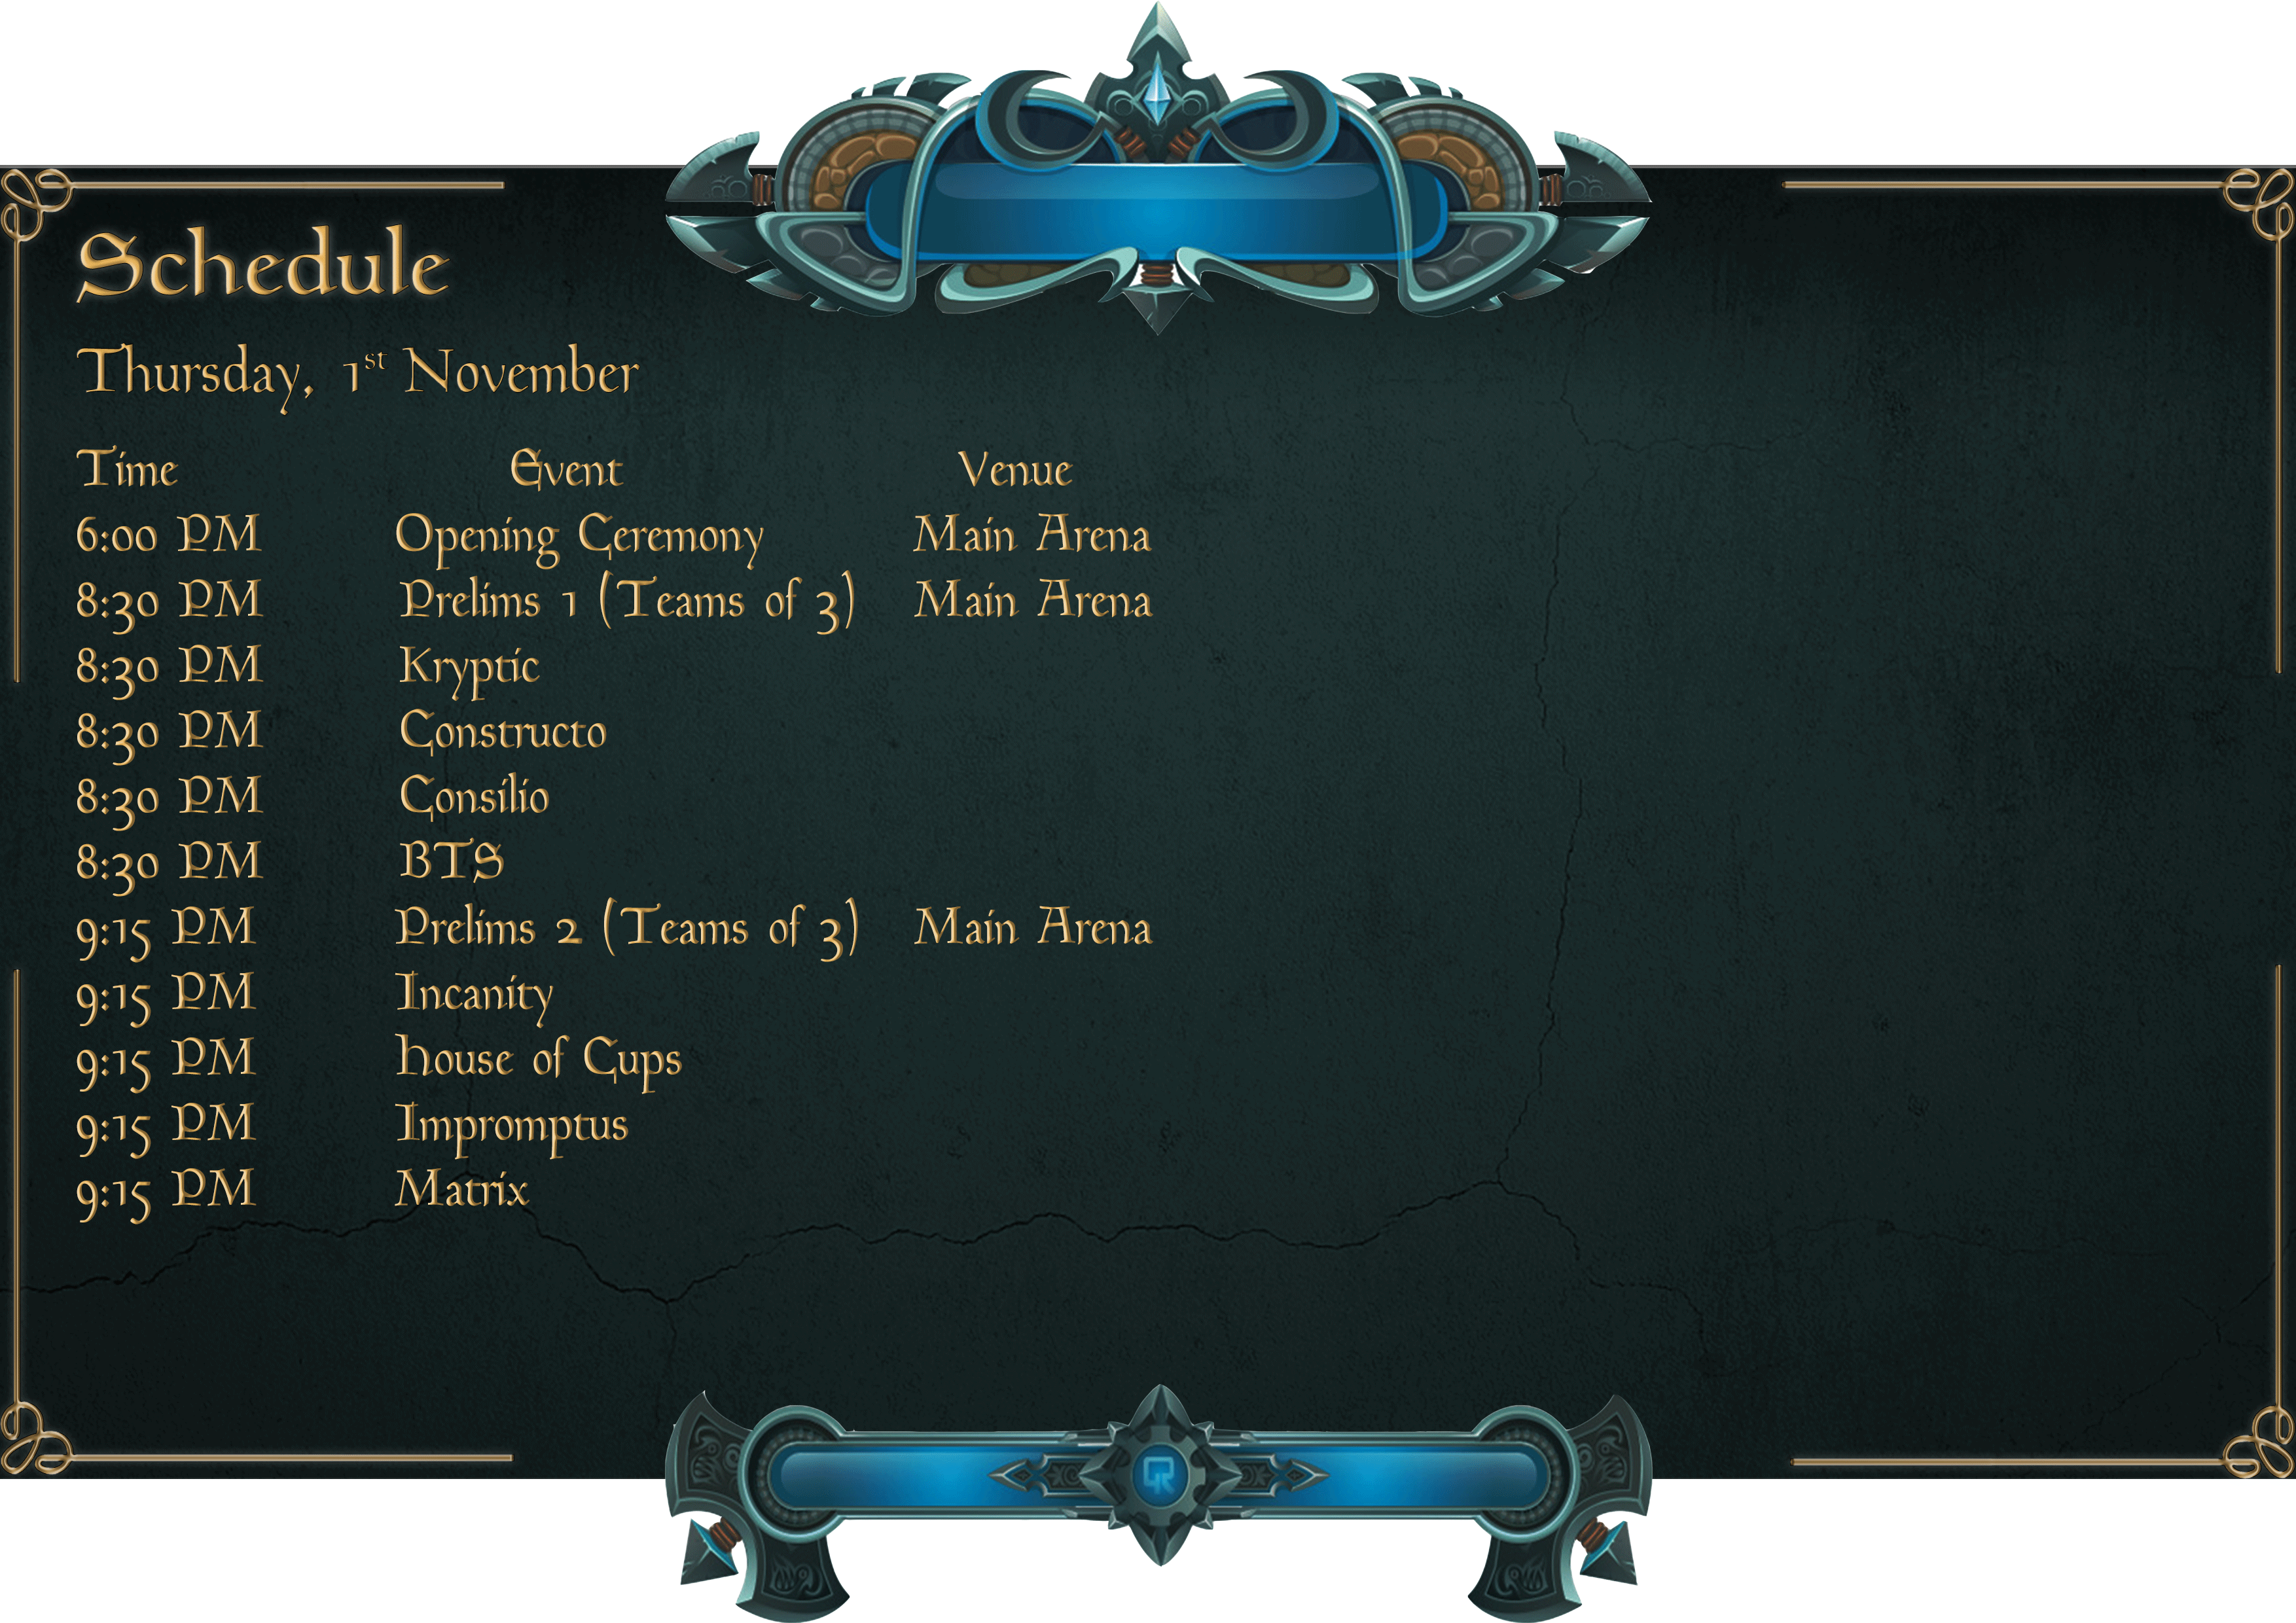 Schedule
Thursday, 1st November
Time Event Venue
6:00 PM Opening Ceremony Main Arena
8:30 PM Prelims 1 (Teams of 3) Main Arena
8:30 PM Kryptic
8:30 PM Constructo
8:30 PM Consilio
8:30 PM BTS
9:15 PM Prelims 2 (Teams of 3) Main Arena
9:15 PM Incanity
9:15 PM House of Cups
9:15 PM Impromptus
9:15 PM Matrix